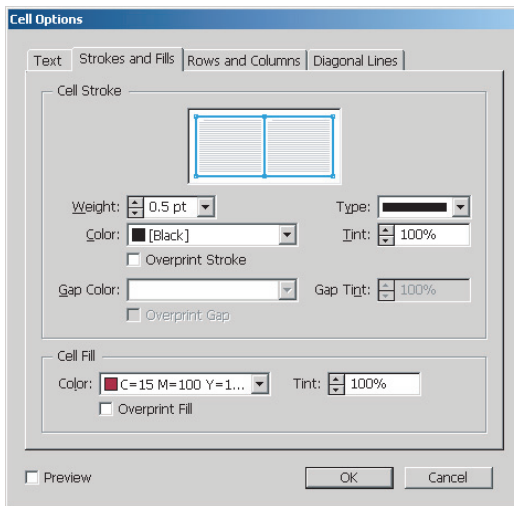 Cell Options
Text Strokes and Fills Rows and Columns Diagonal Lines
Cell Stroke
Weight: 0.5 pt Type:
Color: [Black] Tint: 100%
Overprint Stroke
Gap Color: Gap Tint: 100%
Overprint Gap
Cell Fill
Color: C=15 M=100 Y=1... Tint: 100%
Overprint Fill
Preview OK Cancel